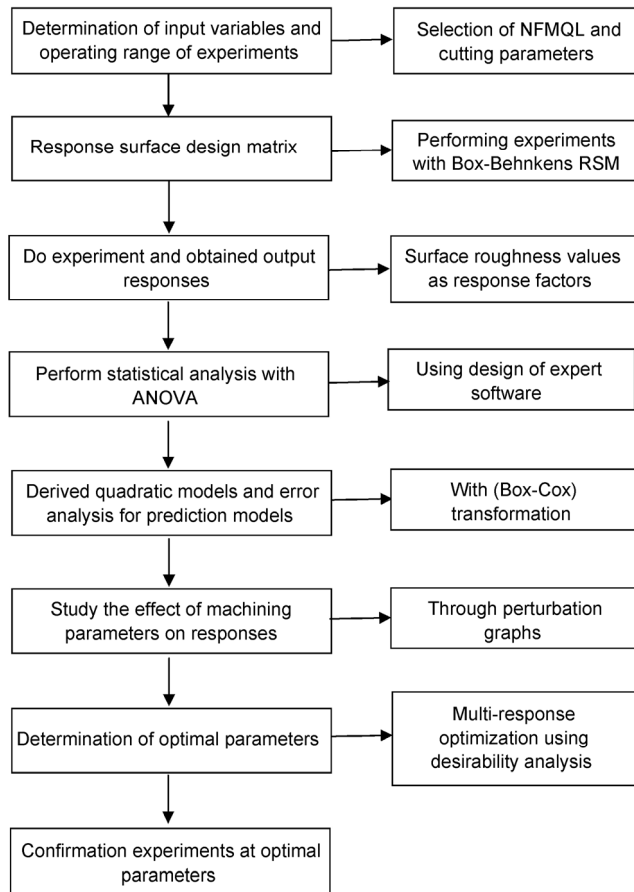 Determination of input variables and
operating range of experiments
Selection of NFMQL and
cutting parameters
Response surface design matrix
Performing experiments
with Box-Behnkens RSM
Do experiment and obtained output
responses
Surface roughness values
as response factors
Perform statistical analysis with
ANOVA
Using design of expert
software
Derived quadratic models and error
analysis for prediction models
With (Box-Cox)
transformation
Study the effect of machining
parameters on responses
Through perturbation
graphs
Determination of optimal parameters
Multi-response
optimization using
desirability analysis
Confirmation experiments at optimal
parameters